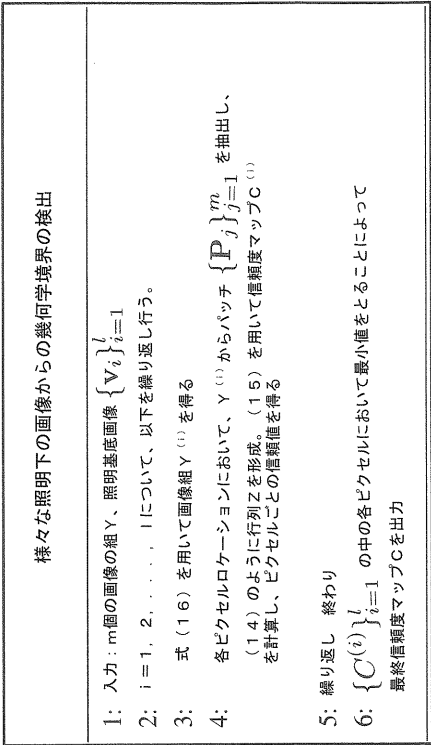 様々な照明下の画像からの幾何学境界の検出
1: 入力：m個の画像の組Y、照明基底画像 {v_i}_{i=1}^l
2: i＝1，2，．．．，lについて、以下を繰り返し行う。
3: 式（16）を用いて画像組Y^{(i)}を得る
4: 各ピクセルロケーションにおいて、Y^{(i)}からパッチ {P_j}_{j=1}^m を抽出し、
（14）のように行列Zを形成。（15）を用いて信頼度マップC^{(i)}
を計算し、ピクセルごとの信頼値を得る
5: 繰り返し　終わり
6: {C^{(i)}}_{i=1}^l の中の各ピクセルにおいて最小値をとることによって
最終信頼度マップCを出力